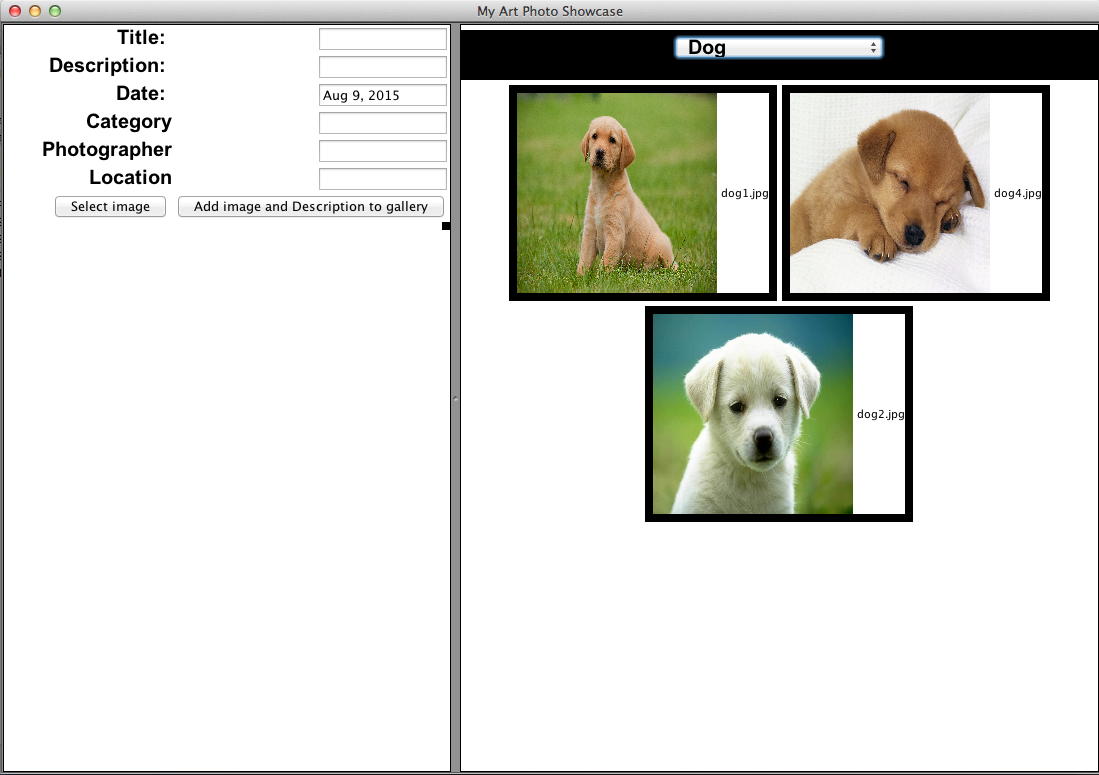 My Art Photo Showcase
Title:
Description:
Date: Aug 9, 2015
Category
Photographer
Location
Select image Add image and Description to gallery
Dog
dog1.jpg dog4.jpg
dog2.jpg